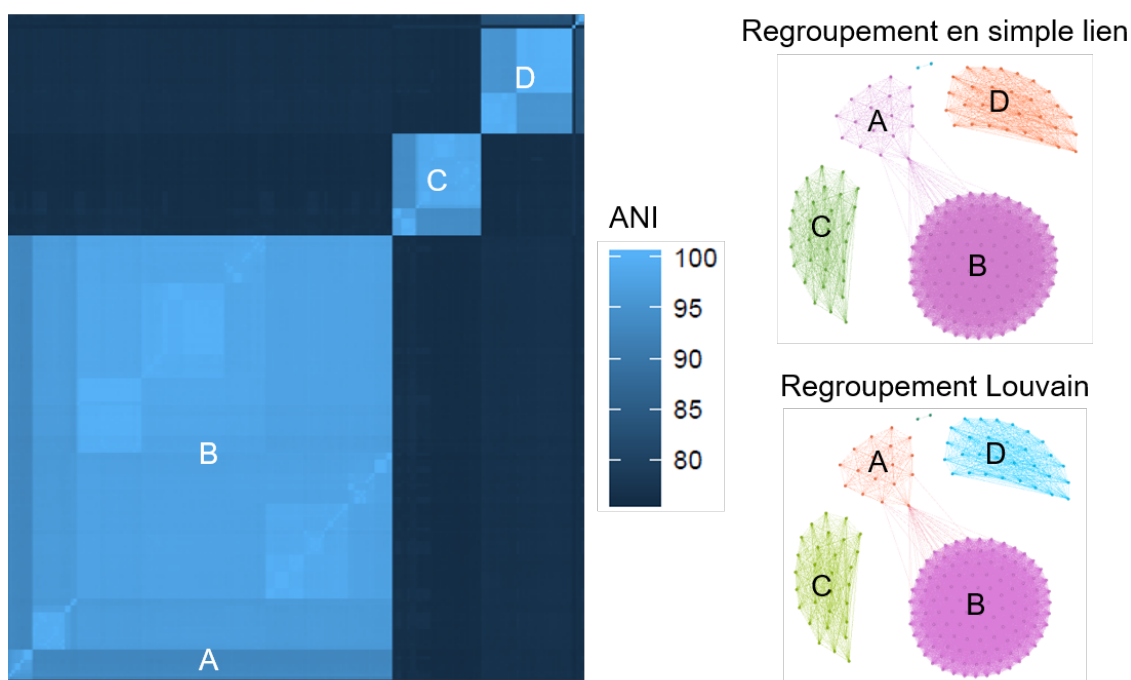 D
C
B
A
ANI
100
95
90
85
80
Regroupement en simple lien
A
D
C
B
Regroupement Louvain
A
D
C
B